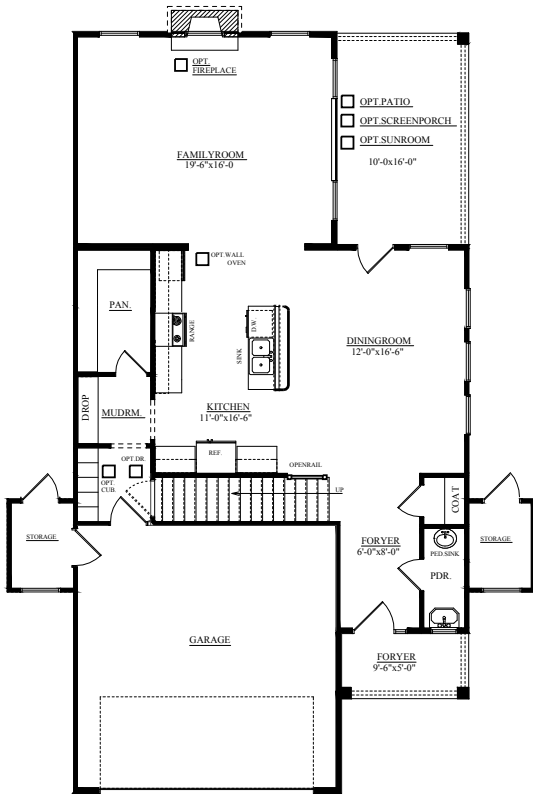 OPT.
FIREPLACE
OPT.PATIO
OPT.SCREENPORCH
OPT.SUNROOM
10'-0x16'-0"
FAMILYROOM
19'-6"x16'-0
OPT.WALL
OVEN
PAN.
RANGE
D.W.
SINK
DININGROOM
12'-0"x16'-6"
DROP
MUDRM.
KITCHEN
11'-0"x16'-6"
REF.
OPT.DR.
OPT.
CUB.
OPENRAIL
UP
COAT
STORAGE
FORYER
6'-0"x8'-0"
PED.SINK
PDR.
STORAGE
GARAGE
FORYER
9'-6"x5'-0"